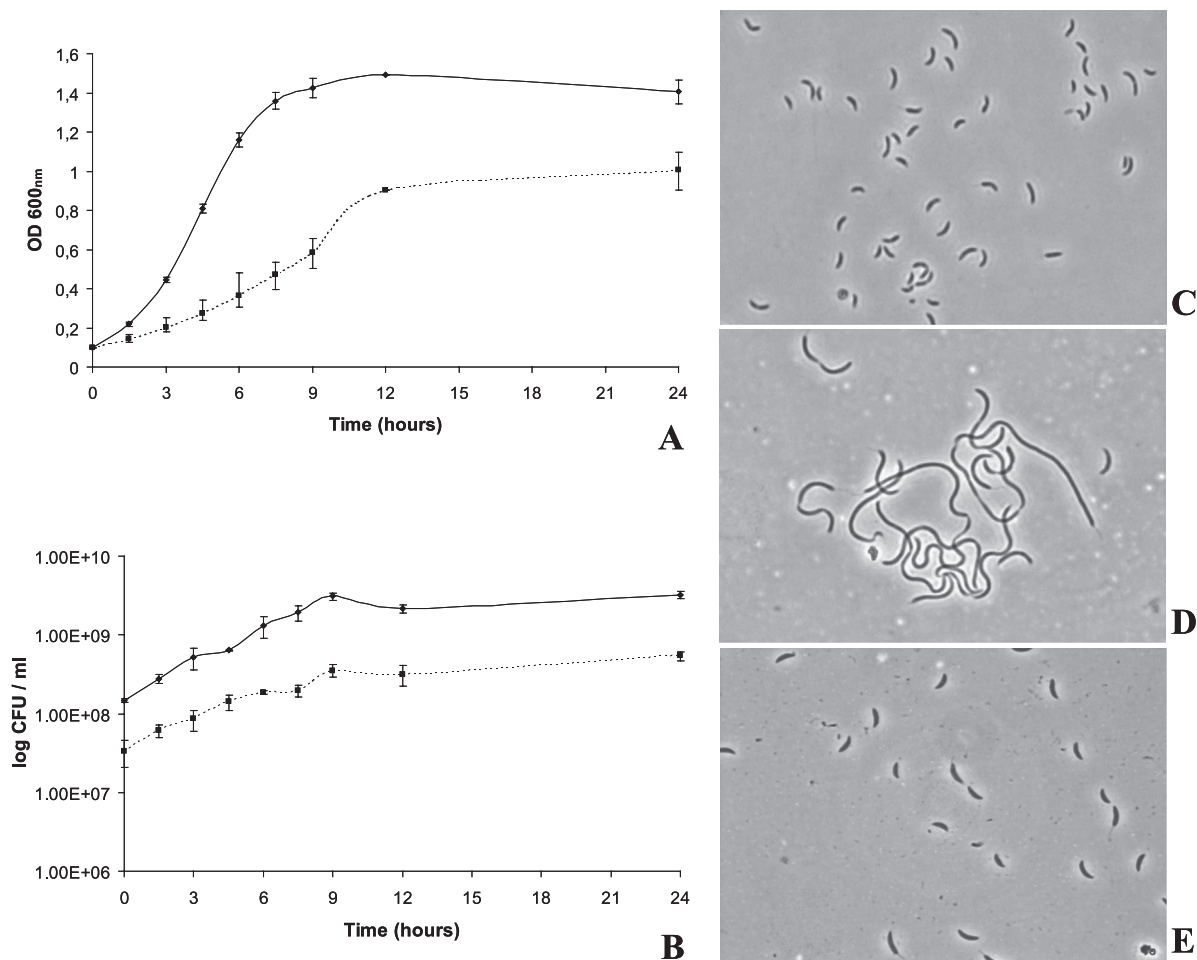 1,6
1,4
1,2
1
0,8
0,6
0,4
0,2
0
OD 600nm
0 3 6 9 12 15 18 21 24
Time (hours)
A
1.00E+10
1.00E+09
1.00E+08
1.00E+07
1.00E+06
log CFU / ml
0 3 6 9 12 15 18 21 24
Time (hours)
B
C
D
E